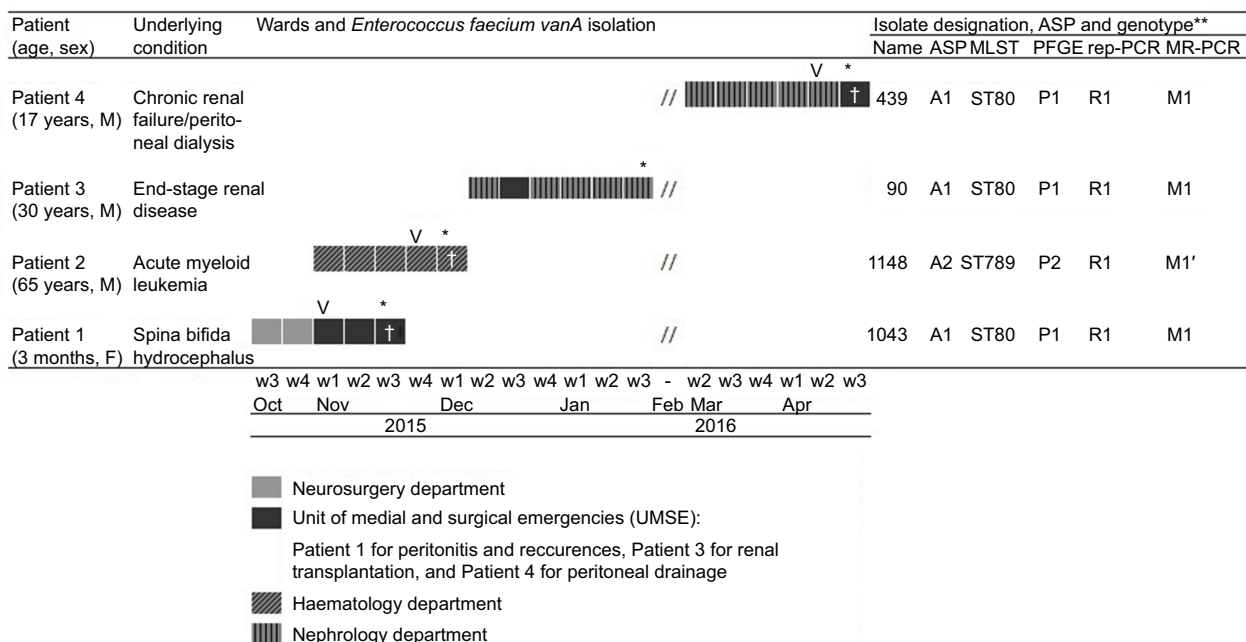 Patient Underlying Wards and Enterococcus faecium vanA isolation Isolate designation, ASP and genotype**
(age, sex) condition Name ASP MLST PFGE rep-PCR MR-PCR
V *
Patient 4 Chronic renal // † 439 A1 ST80 P1 R1 M1
(17 years, M) failure/perito-
neal dialysis
*
Patient 3 End-stage renal // 90 A1 ST80 P1 R1 M1
(30 years, M) disease
V *
†
Patient 2 Acute myeloid // 1148 A2 ST789 P2 R1 M1′
(65 years, M) leukemia
V *
Patient 1 Spina bifida † // 1043 A1 ST80 P1 R1 M1
(3 months, F) hydrocephalus
w3 w4 w1 w2 w3 w4 w1 w2 w3 w4 w1 w2 w3 - w2 w3 w4 w1 w2 w3
Oct Nov Dec Jan Feb Mar Apr
2015 2016
Neurosurgery department
Unit of medial and surgical emergencies (UMSE):
Patient 1 for peritonitis and reccurences, Patient 3 for renal
transplantation, and Patient 4 for peritoneal drainage
Haematology department
Nephrology department